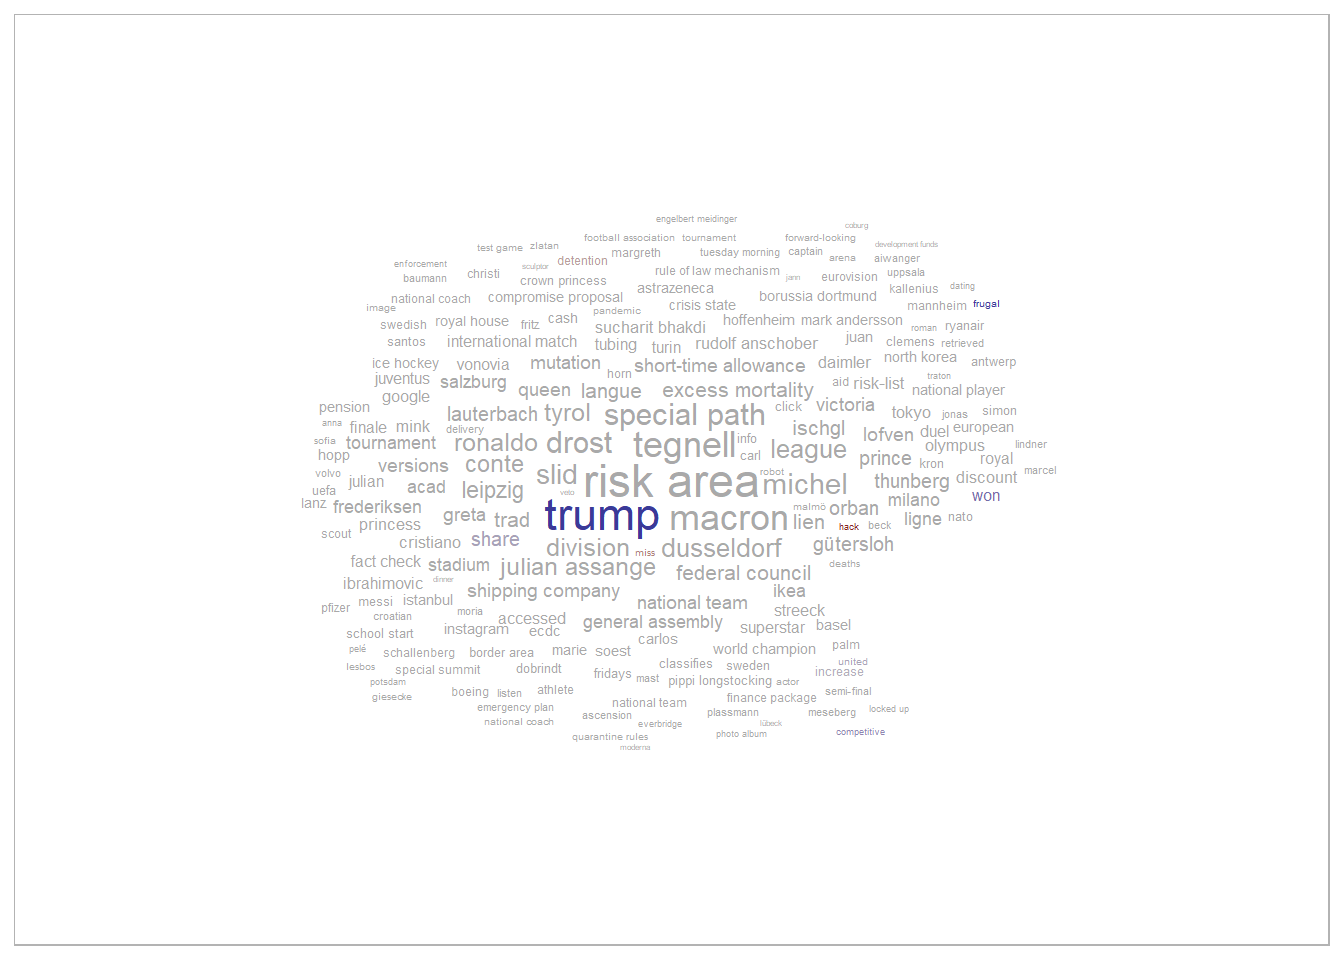 engelbert meidinger
coburg
football association tournament forward-looking
test game zlatan development funds
margreth tuesday morning captain
detention arena aiwanger
enforcement sculptor
baumann christi crown princess rule of law mechanism jann eurovision uppsala
astrazeneca kallenius dating
national coach compromise proposal crisis state borussia dortmund mannheim frugal
image pandemic
swedish royal house fritz cash sucharit bhakdi hoffenheim mark andersson roman ryanair
santos international match tubing turin rudolf anschober juan clemens retrieved
ice hockey vonovia mutation horn short-time allowance daimler north korea antwerp
juventus salzburg queen langue excess mortality aid risk-list traton national player
google
pension lauterbach tyrol special path click victoria tokyo jonas simon
anna finale mink delivery ischgl lofven duel european
sofia tournament ronaldo drost tegnell info league olympus lindner
hopp versions conte carl prince kron royal
volvo julian acad leipzig slid risk area robot michel thunberg discount marcel
uefa veto
lanz frederiksen trump macron malmö orban milano won
princess greta trad lien hack beck ligne nato
scout cristiano share division miss dusseldorf gütersloh
fact check stadium julian assange federal council deaths
ibrahimovic dinner
shipping company ikea
pfizer messi istanbul moria national team streeck
croatian accessed general assembly superstar basel
school start instagram ecdc carlos
pelé schallenberg border area marie soest world champion palm
lesbos special summit dobrindt classifies sweden united
potsdam fridays mast pippi longstocking actor increase
giesecke boeing listen athlete national team finance package semi-final
emergency plan ascension plassmann meseberg locked up
national coach everbridge lübeck
quarantine rules photo album competitive
moderna